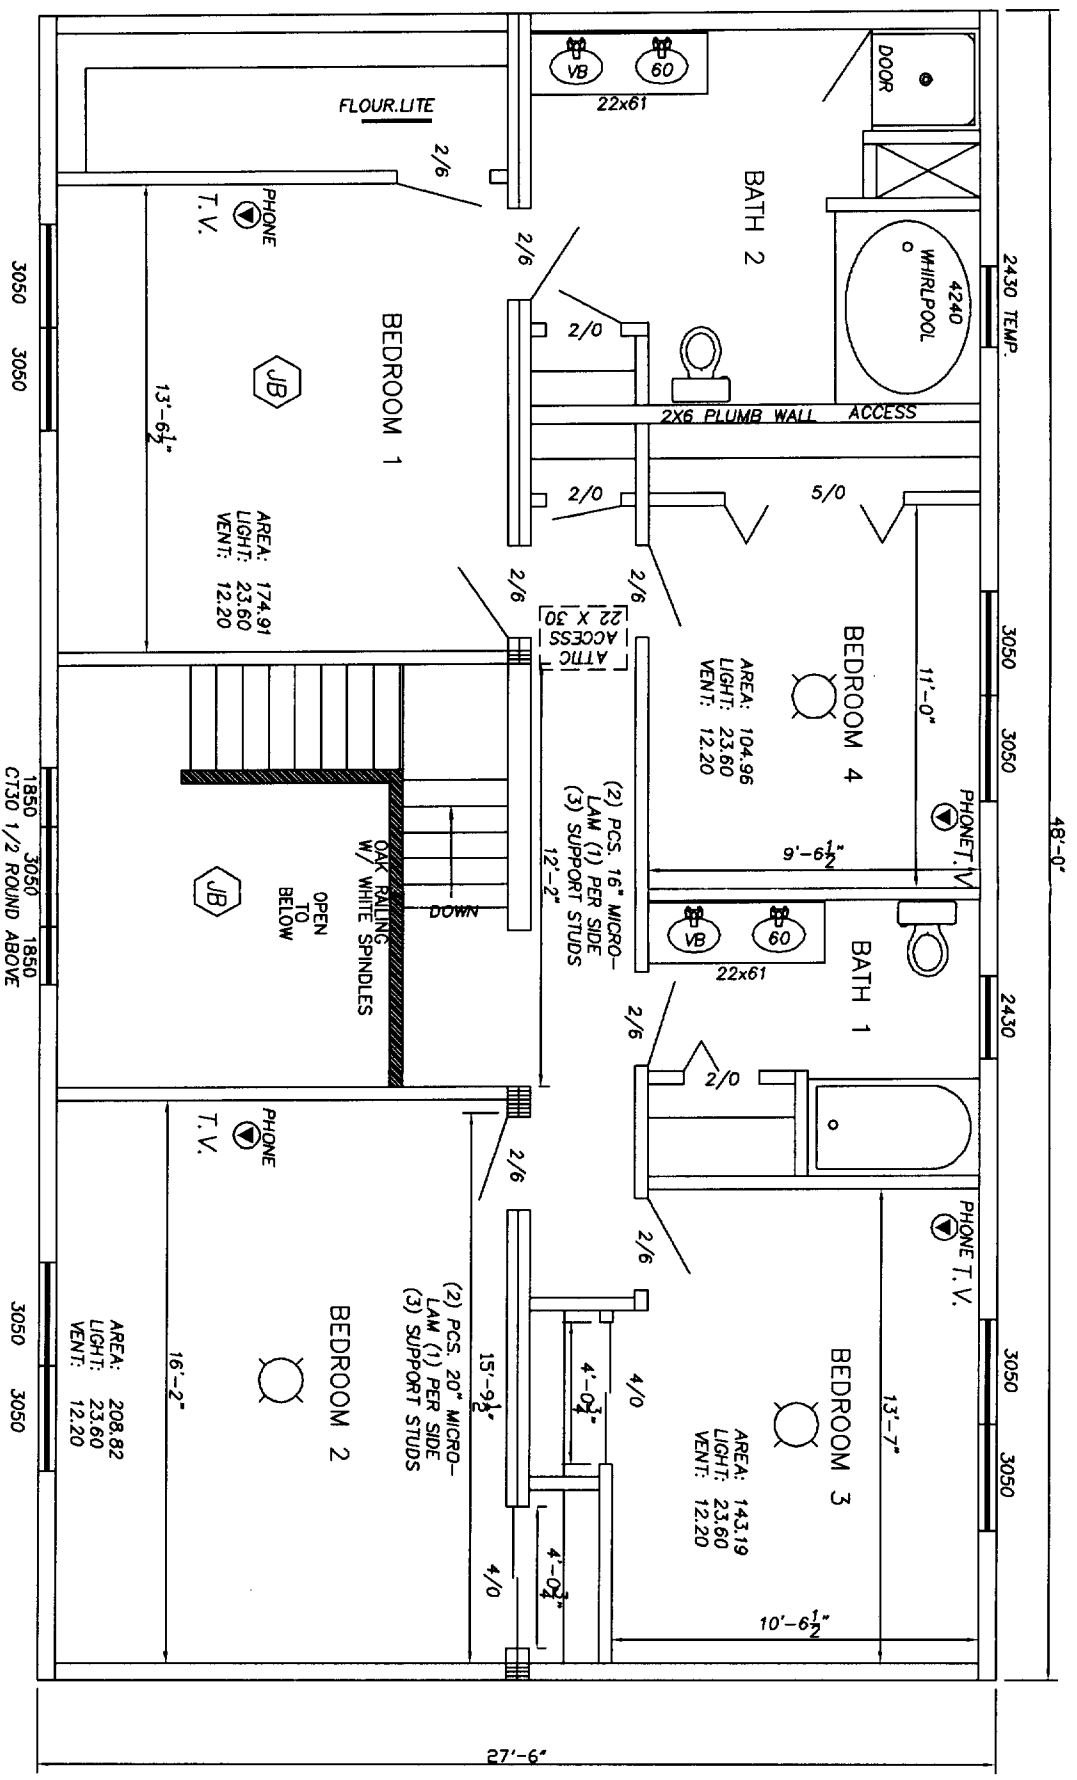 48'-0"
27'-6"
2430 TEMP.
3050
3050
2430
3050
3050
DOOR
4240
WHIRLPOOL
VB
60
22x61
BATH 2
2/6
2/0
2X6 PLUMB WALL
ACCESS
2/0
5/0
FLOUR.LITE
2/6
PHONE
T.V.
BEDROOM 1
JB
13'-6 1/2"
AREA: 174.91
LIGHT: 23.60
VENT: 12.20
2/6
2/6
ATTIC
ACCESS
22 X 30
BEDROOM 4
AREA: 104.96
LIGHT: 23.60
VENT: 12.20
11'-0"
9'-6 1/2"
PHONE
T.V
(2) PCS. 16" MICRO-
LAM (1) PER SIDE
(3) SUPPORT STUDS
12'-2"
DOWN
OAK RAILING
W/ WHITE SPINDLES
OPEN
TO
BELOW
JB
VB
60
22x61
BATH 1
2/6
2/0
PHONE
T.V.
2/6
2/6
PHONE
T.V.
BEDROOM 3
AREA: 143.19
LIGHT: 23.60
VENT: 12.20
13'-7"
10'-6 1/2"
4/0
4'-0 3/4"
4'-0 3/4"
4/0
(2) PCS. 20" MICRO-
LAM (1) PER SIDE
(3) SUPPORT STUDS
15'-9 1/2"
BEDROOM 2
16'-2"
AREA: 208.82
LIGHT: 23.60
VENT: 12.20
3050
3050
1850
3050
1850
CT30 1/2 ROUND ABOVE
3050
3050